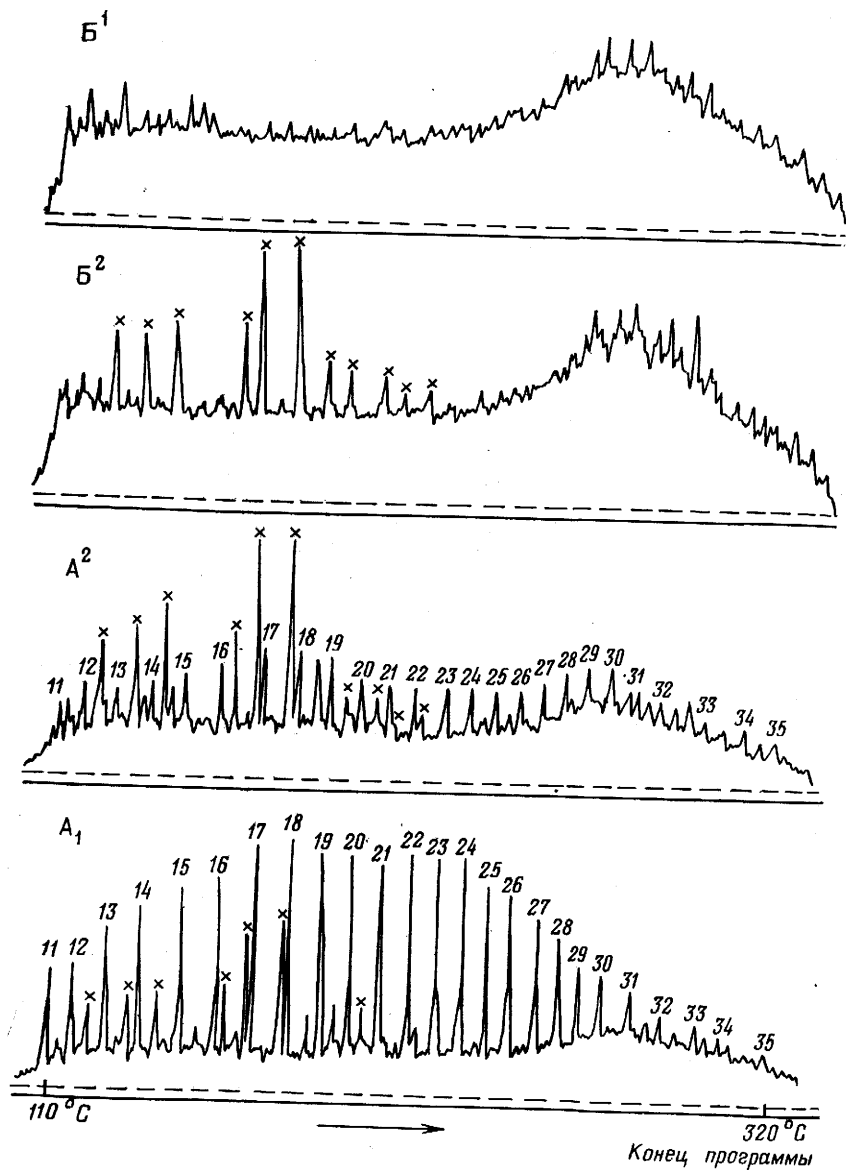 Б¹
× ×
Б²
× × × × × × × × ×
А²
× ×
× × × ×
11 12 13 14 15 16 17 18 19 × 20 × 21 × 22 × 23 24 25 26 27 28 29 30 31 32 33 34 35
А₁
11 12 13 14 15 16 17 18 19 20 21 22 23 24 25 26 27 28 29 30 31 32 33 34 35
× × × × × × ×
110 °С
320 °С
Конец программы